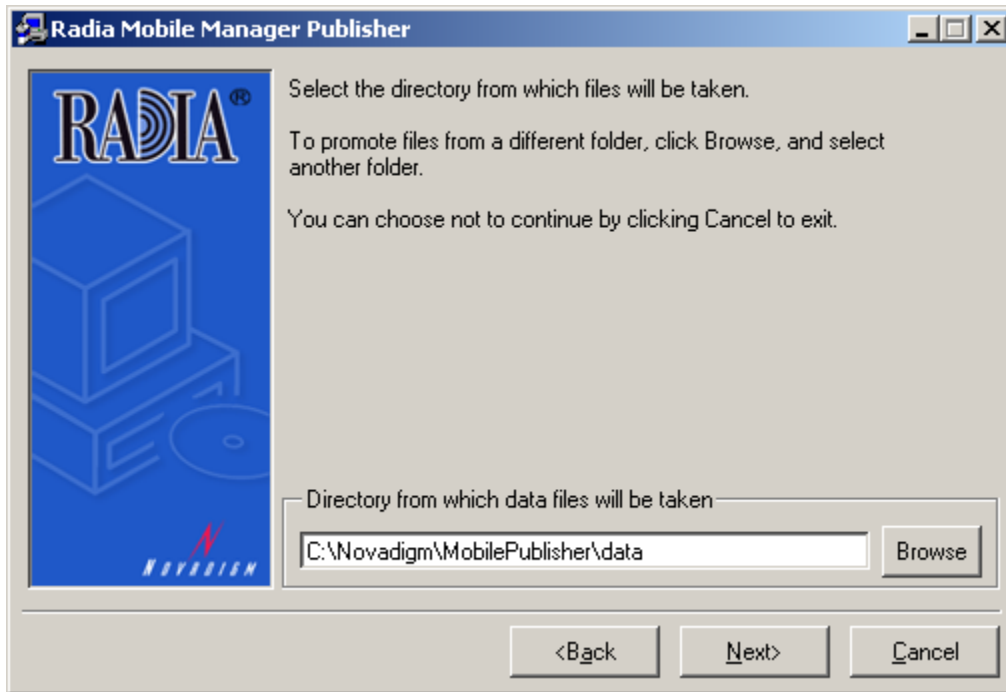 Radia Mobile Manager Publisher
RADIA®
Select the directory from which files will be taken.
To promote files from a different folder, click Browse, and select
another folder.
You can choose not to continue by clicking Cancel to exit.
NOVADIGM
Directory from which data files will be taken
C:\Novadigm\MobilePublisher\data
Browse
<Back
Next>
Cancel